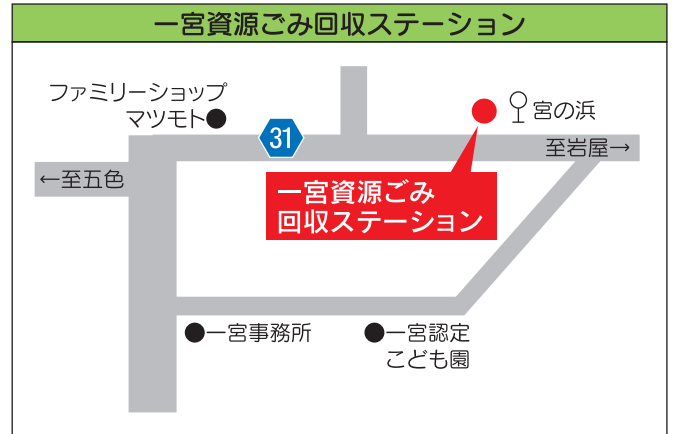 一宮資源ごみ回収ステーション
ファミリーショップ
マツモト
31
宮の浜
至岩屋→
←至五色
一宮資源ごみ
回収ステーション
一宮事務所
一宮認定
こども園